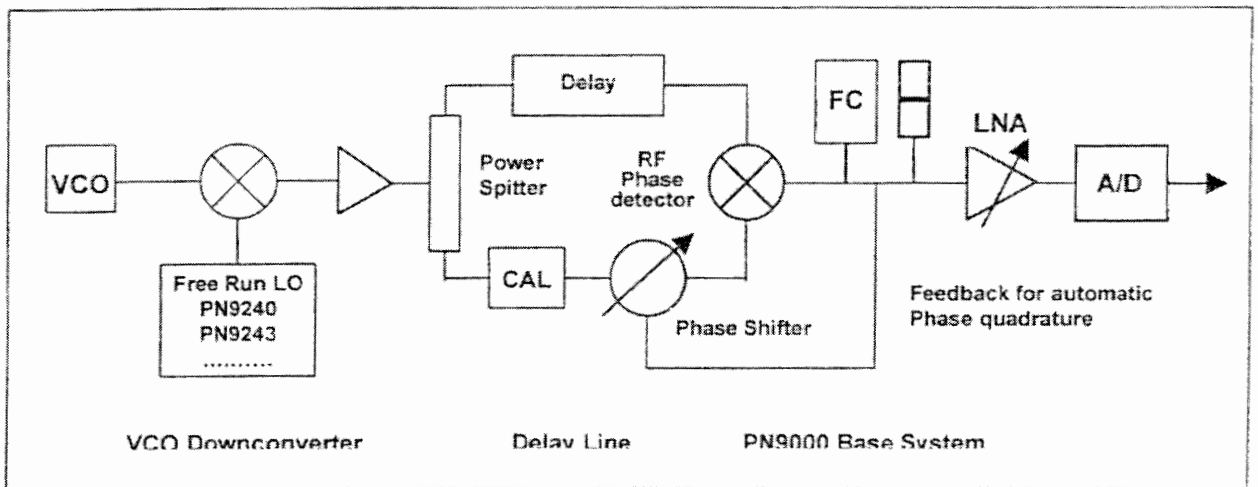 Delay
FC
LNA
VCO
Power
Spitter
RF
Phase
detector
A/D
Free Run LO
PN9240
PN9243
..........
CAL
Phase Shifter
Feedback for automatic
Phase quadrature
VCO Downconverter
Delay Line
PN9000 Base System